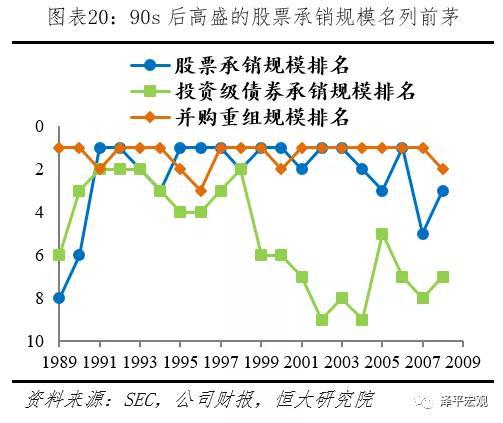 图表20：90s 后高盛的股票承销规模名列前茅
股票承销规模排名
投资级债券承销规模排名
并购重组规模排名
0
2
4
6
8
10
1989 1991 1993 1995 1997 1999 2001 2003 2005 2007 2009
资料来源：SEC，公司财报，恒大研究院
泽平宏观